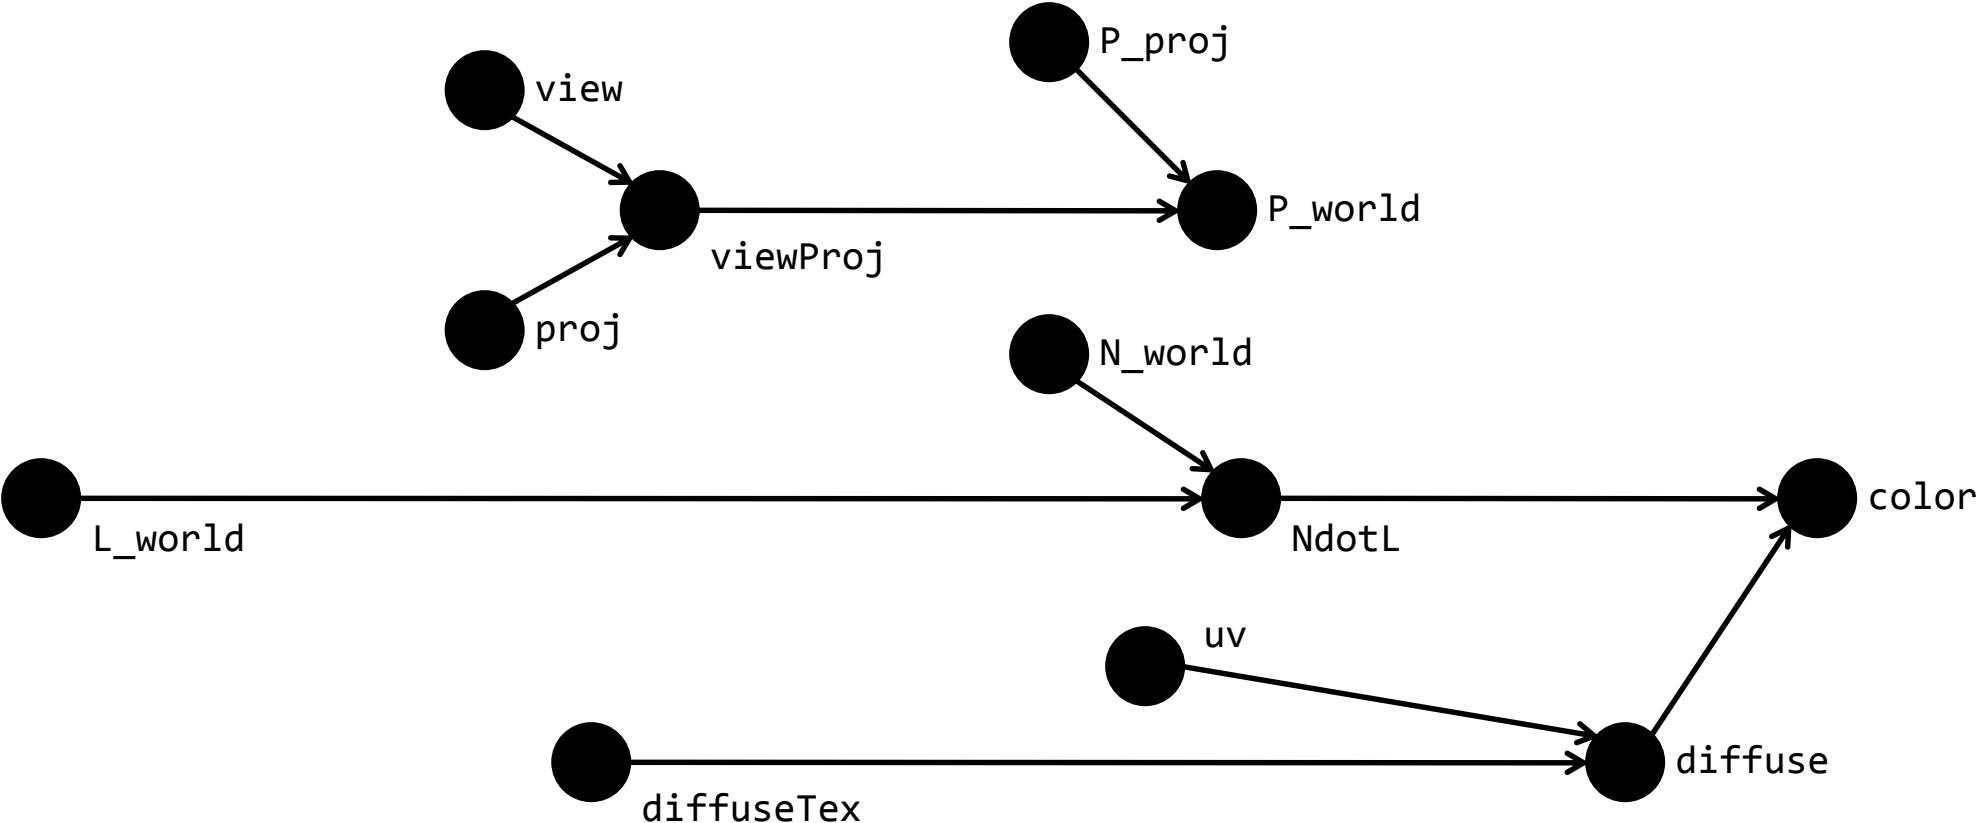 P_proj
view
P_world
viewProj
proj
N_world
color
L_world
NdotL
uv
diffuse
diffuseTex